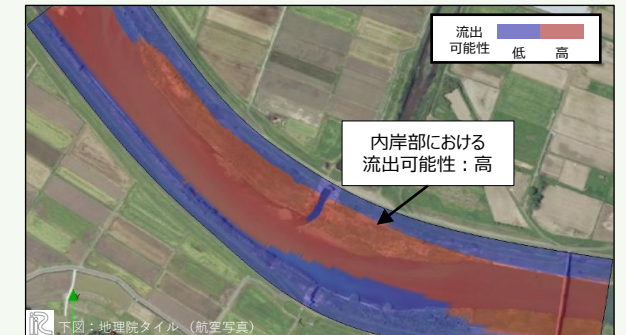 流出
可能性
低 高
内岸部における
流出可能性：高
iRC 下図：地理院タイル （航空写真）